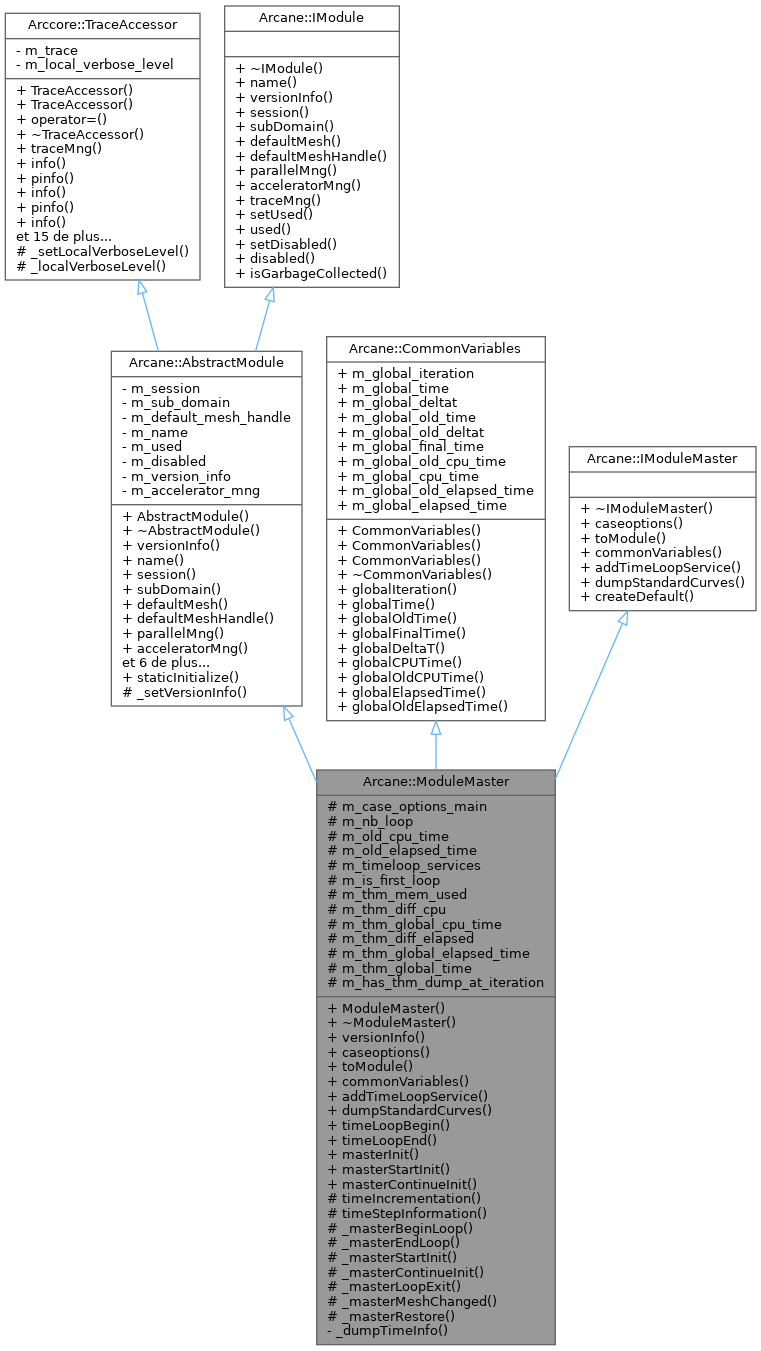 Arccore::TraceAccessor
- m_trace
- m_local_verbose_level
+ TraceAccessor()
+ TraceAccessor()
+ operator=()
+ ~TraceAccessor()
+ traceMng()
+ info()
+ pinfo()
+ info()
+ pinfo()
+ info()
et 15 de plus...
# _setLocalVerboseLevel()
# _localVerboseLevel()
Arcane::IModule
+ ~IModule()
+ name()
+ versionInfo()
+ session()
+ subDomain()
+ defaultMesh()
+ defaultMeshHandle()
+ parallelMng()
+ acceleratorMng()
+ traceMng()
+ setUsed()
+ used()
+ setDisabled()
+ disabled()
+ isGarbageCollected()
Arcane::AbstractModule
- m_session
- m_sub_domain
- m_default_mesh_handle
- m_name
- m_used
- m_disabled
- m_version_info
- m_accelerator_mng
+ AbstractModule()
+ ~AbstractModule()
+ versionInfo()
+ name()
+ session()
+ subDomain()
+ defaultMesh()
+ defaultMeshHandle()
+ parallelMng()
+ acceleratorMng()
et 6 de plus...
+ staticInitialize()
# _setVersionInfo()
Arcane::CommonVariables
+ m_global_iteration
+ m_global_time
+ m_global_deltat
+ m_global_old_time
+ m_global_old_deltat
+ m_global_final_time
+ m_global_old_cpu_time
+ m_global_cpu_time
+ m_global_old_elapsed_time
+ m_global_elapsed_time
+ CommonVariables()
+ CommonVariables()
+ CommonVariables()
+ ~CommonVariables()
+ globalIteration()
+ globalTime()
+ globalOldTime()
+ globalFinalTime()
+ globalDeltaT()
+ globalCPUTime()
+ globalOldCPUTime()
+ globalElapsedTime()
+ globalOldElapsedTime()
Arcane::IModuleMaster
+ ~IModuleMaster()
+ caseoptions()
+ toModule()
+ commonVariables()
+ addTimeLoopService()
+ dumpStandardCurves()
+ createDefault()
Arcane::ModuleMaster
# m_case_options_main
# m_nb_loop
# m_old_cpu_time
# m_old_elapsed_time
# m_timeloop_services
# m_is_first_loop
# m_thm_mem_used
# m_thm_diff_cpu
# m_thm_global_cpu_time
# m_thm_diff_elapsed
# m_thm_global_elapsed_time
# m_thm_global_time
# m_has_thm_dump_at_iteration
+ ModuleMaster()
+ ~ModuleMaster()
+ versionInfo()
+ caseoptions()
+ toModule()
+ commonVariables()
+ addTimeLoopService()
+ dumpStandardCurves()
+ timeLoopBegin()
+ timeLoopEnd()
+ masterInit()
+ masterStartInit()
+ masterContinueInit()
# timeIncrementation()
# timeStepInformation()
# _masterBeginLoop()
# _masterEndLoop()
# _masterStartInit()
# _masterContinueInit()
# _masterLoopExit()
# _masterMeshChanged()
# _masterRestore()
- _dumpTimeInfo()